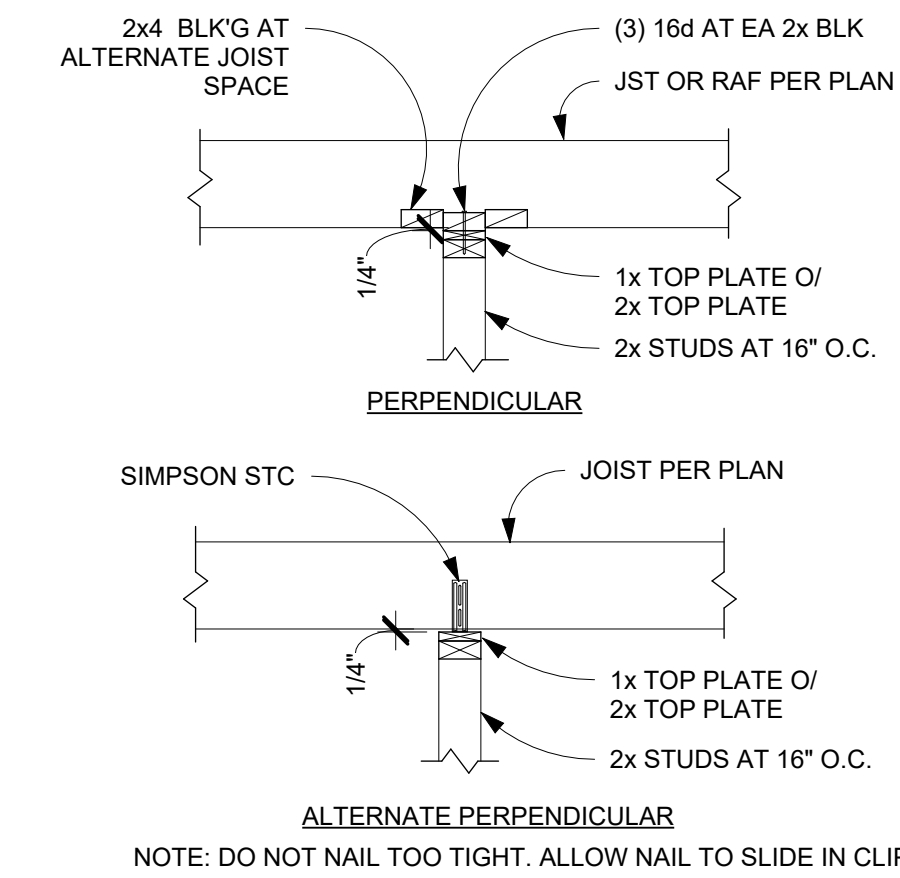 2x4 BLK'G AT
ALTERNATE JOIST
SPACE
(3) 16d AT EA 2x BLK
JST OR RAF PER PLAN
1/4"
1x TOP PLATE O/
2x TOP PLATE
2x STUDS AT 16" O.C.
PERPENDICULAR
SIMPSON STC
JOIST PER PLAN
1/4"
1x TOP PLATE O/
2x TOP PLATE
2x STUDS AT 16" O.C.
ALTERNATE PERPENDICULAR
NOTE: DO NOT NAIL TOO TIGHT. ALLOW NAIL TO SLIDE IN